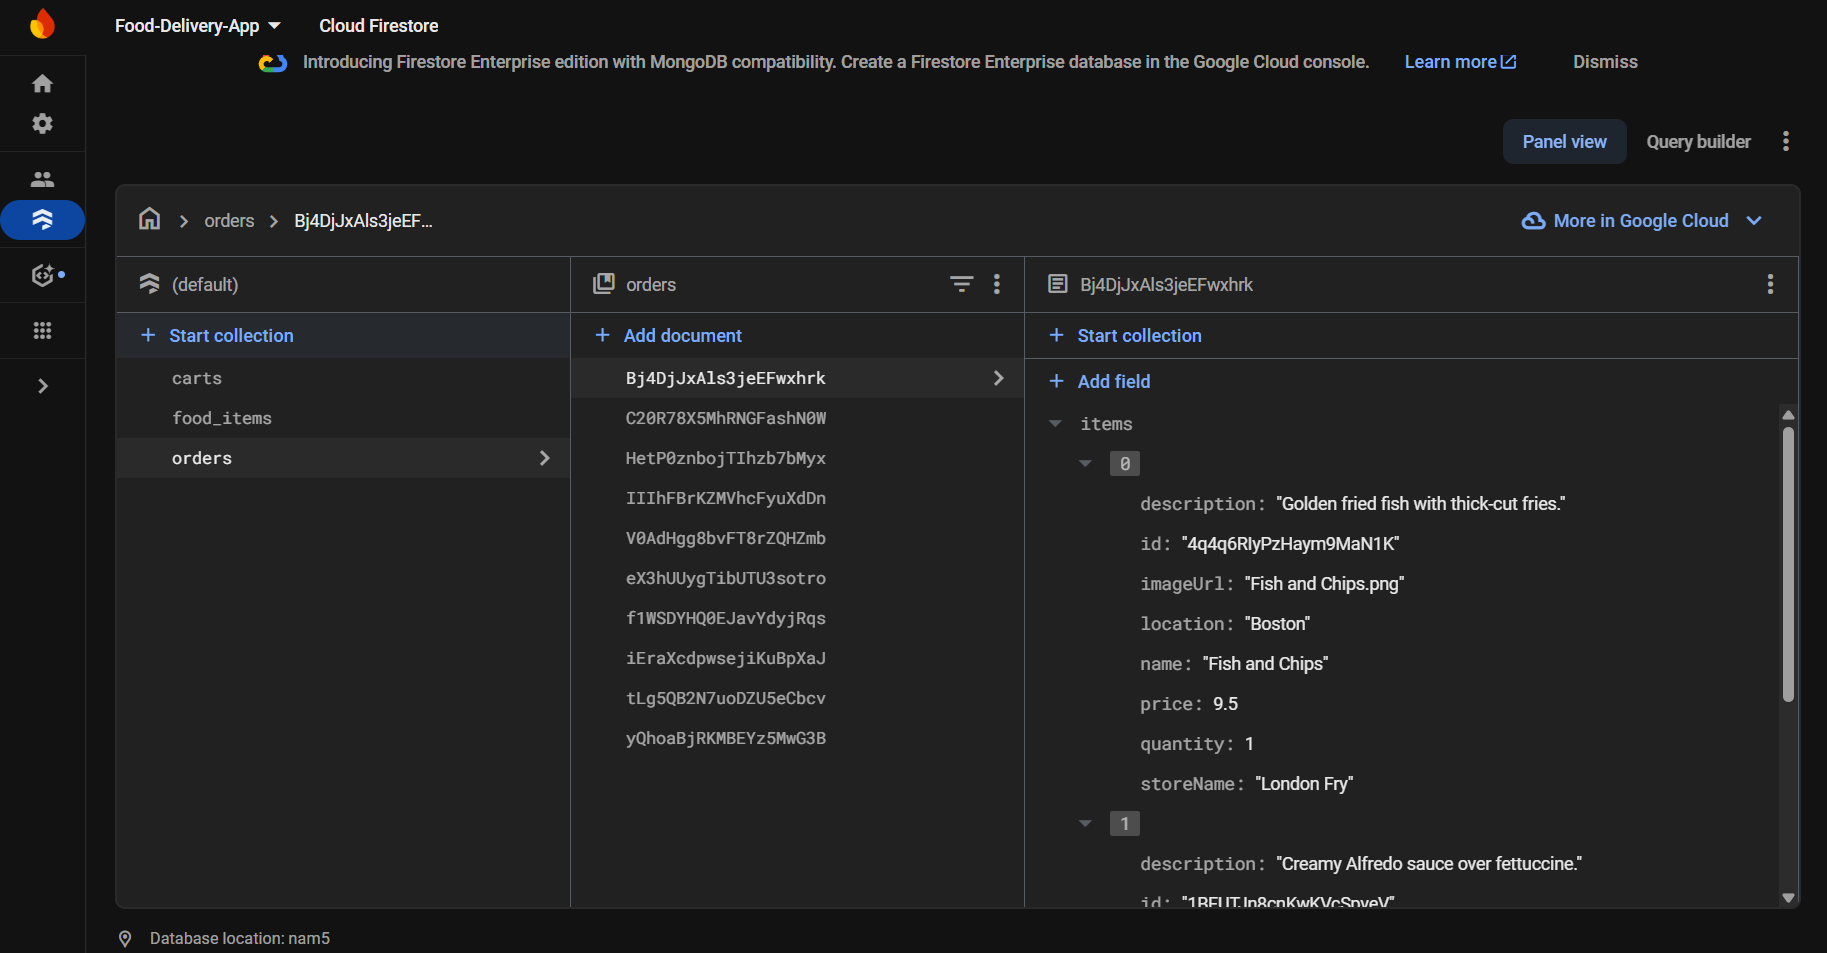 Food-Delivery-App
Cloud Firestore
Introducing Firestore Enterprise edition with MongoDB compatibility. Create a Firestore Enterprise database in the Google Cloud console.
Learn more
Dismiss
Panel view
Query builder
orders
Bj4DjJxAls3jeEF...
More in Google Cloud
(default)
Start collection
carts
food_items
orders
orders
Add document
Bj4DjJxAls3jeEFwxhrk
C20R78X5MhRNGFashN0W
HetP0znbojTIhzb7bMyx
IIIhFBrKZMVhcFyuXdDn
V0AdHgg8bvFT8rZQHZmb
eX3hUUygTibUTU3sotro
f1WSDYHQ0EJavYdyjRqs
iEraXcdpwsejiKuBpXaJ
tLg5QB2N7uoDZU5eCbcv
yQhoaBjRKMBEYz5MwG3B
Bj4DjJxAls3jeEFwxhrk
Start collection
Add field
items
0
description: "Golden fried fish with thick-cut fries."
id: "4q4q6RlyPzHaym9MaN1K"
imageUrl: "Fish and Chips.png"
location: "Boston"
name: "Fish and Chips"
price: 9.5
quantity: 1
storeName: "London Fry"
1
description: "Creamy Alfredo sauce over fettuccine."
id:
Database location: nam5